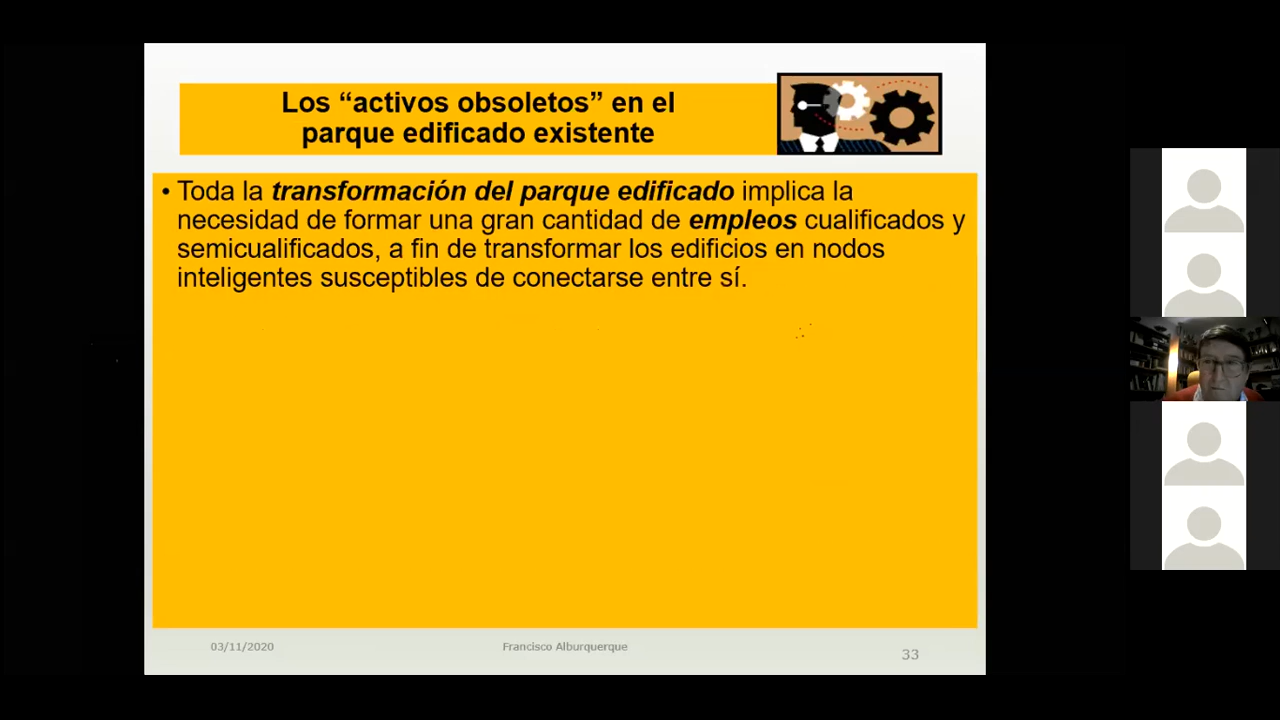 Los “activos obsoletos” en el
parque edificado existente
• Toda la transformación del parque edificado implica la
necesidad de formar una gran cantidad de empleos cualificados y
semicualificados, a fin de transformar los edificios en nodos
inteligentes susceptibles de conectarse entre sí.
03/11/2020
Francisco Alburquerque
33